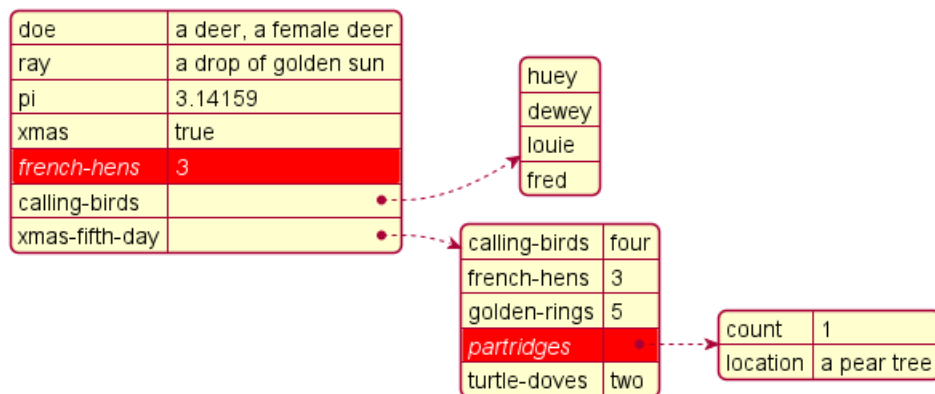 doe a deer, a female deer
ray a drop of golden sun
pi 3.14159
xmas true
french-hens 3
calling-birds
xmas-fifth-day
huey
dewey
louie
fred
calling-birds four
french-hens 3
golden-rings 5
partridges
turtle-doves two
count 1
location a pear tree